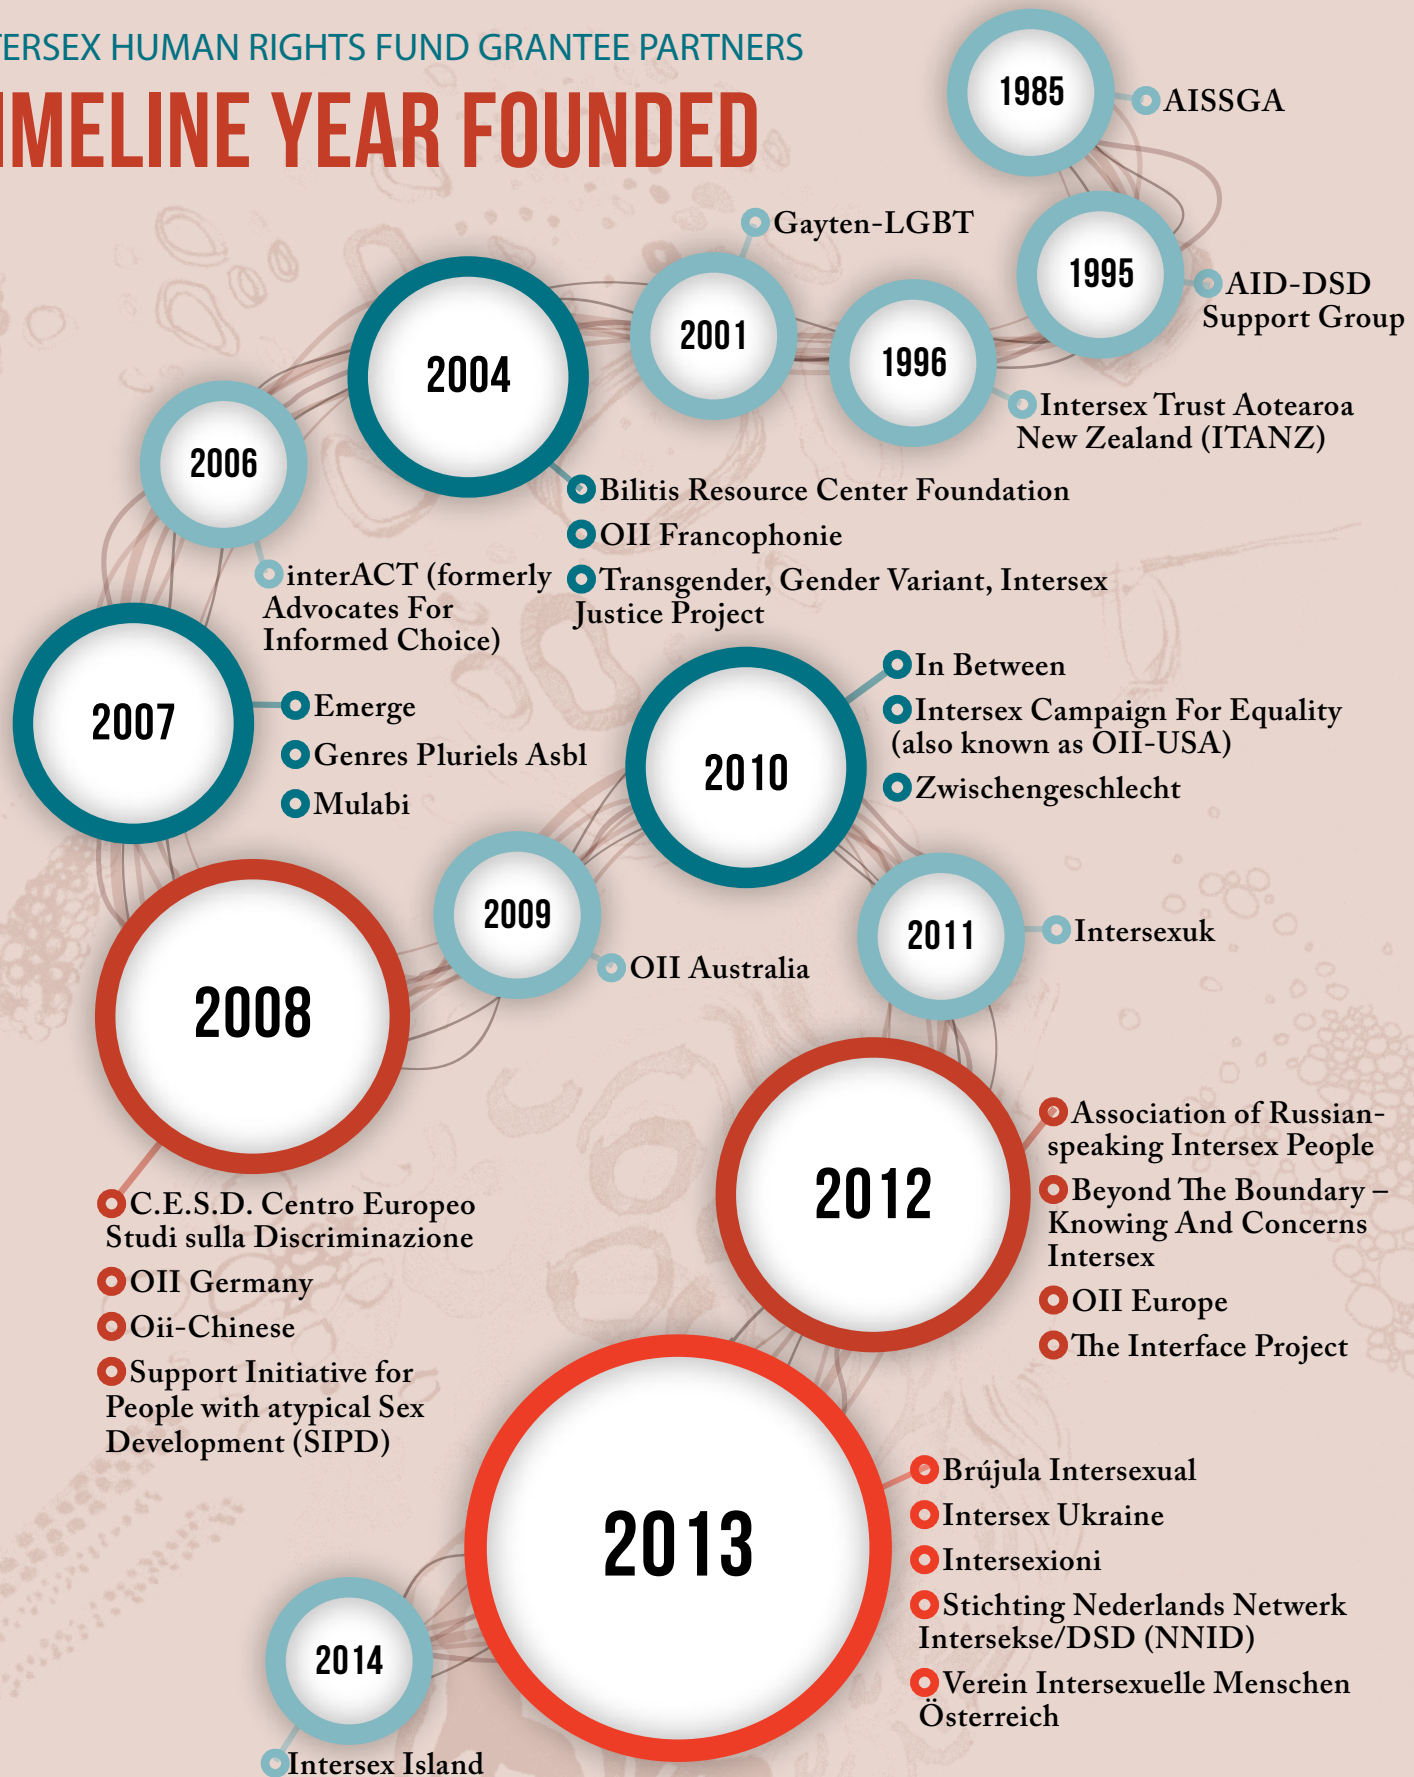 TERSEX HUMAN RIGHTS FUND GRANTEE PARTNERS
IMELINE YEAR FOUNDED
1985
AISSGA
1995
AID-DSD
Support Group
1996
Intersex Trust Aotearoa
New Zealand (ITANZ)
2001
Gayten-LGBT
2004
Bilitis Resource Center Foundation
OII Francophonie
Transgender, Gender Variant, Intersex
Justice Project
2006
interACT (formerly
Advocates For
Informed Choice)
2007
Emerge
Genres Pluriels Asbl
Mulabi
2008
C.E.S.D. Centro Europeo
Studi sulla Discriminazione
OII Germany
Oii-Chinese
Support Initiative for
People with atypical Sex
Development (SIPD)
2009
OII Australia
2010
In Between
Intersex Campaign For Equality
(also known as OII-USA)
Zwischengeschlecht
2011
Intersexuk
2012
Association of Russian-
speaking Intersex People
Beyond The Boundary –
Knowing And Concerns
Intersex
OII Europe
The Interface Project
2013
Brújula Intersexual
Intersex Ukraine
Intersexioni
Stichting Nederlands Netwerk
Intersekse/DSD (NNID)
Verein Intersexuelle Menschen
Österreich
2014
Intersex Island